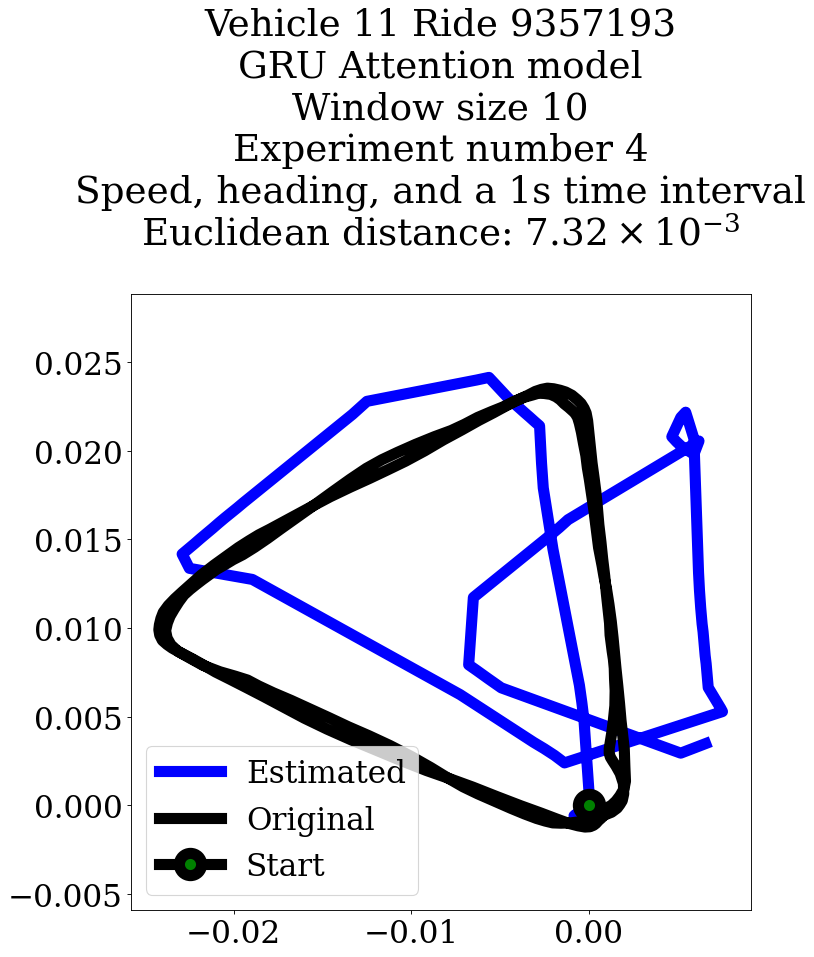 Vehicle 11 Ride 9357193
GRU Attention model
Window size 10
Experiment number 4
Speed, heading, and a 1s time interval
Euclidean distance: 7.32 × 10⁻³
0.025
0.020
0.015
0.010
0.005
0.000
−0.005
Estimated
Original
Start
−0.02
−0.01
0.00